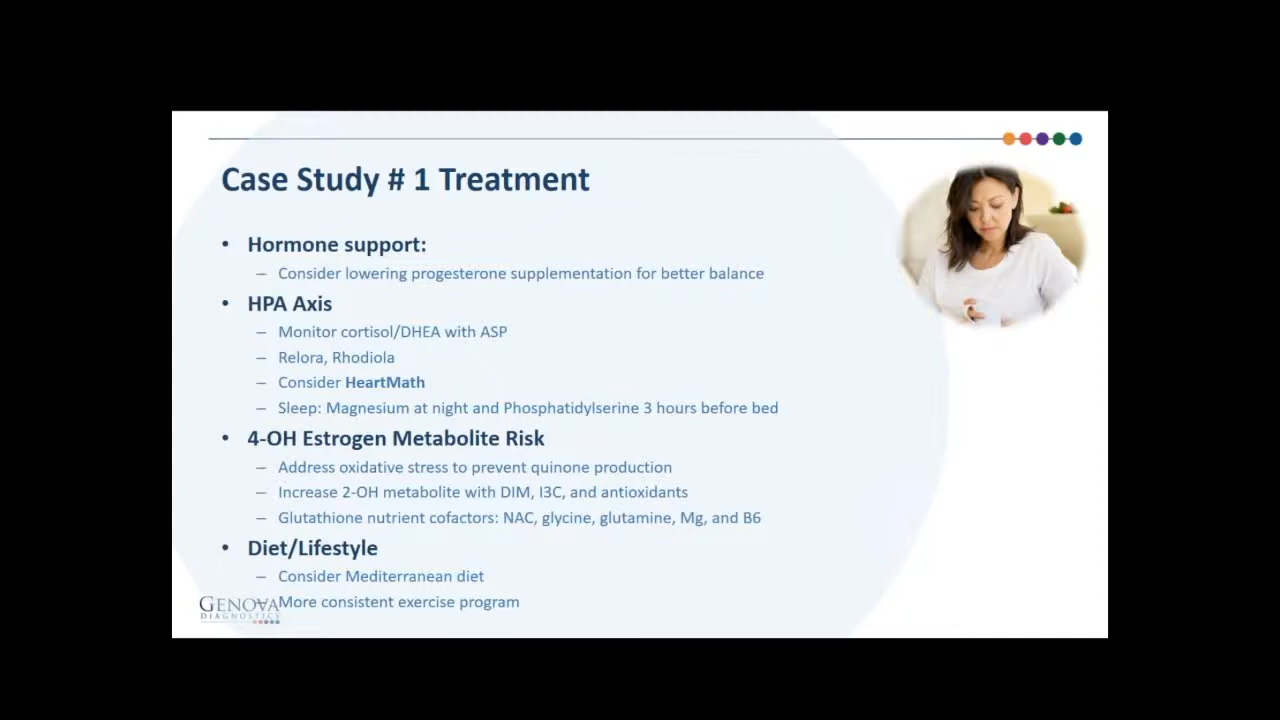 Case Study # 1 Treatment
• Hormone support:
– Consider lowering progesterone supplementation for better balance
• HPA Axis
– Monitor cortisol/DHEA with ASP
– Relora, Rhodiola
– Consider HeartMath
– Sleep: Magnesium at night and Phosphatidylserine 3 hours before bed
• 4-OH Estrogen Metabolite Risk
– Address oxidative stress to prevent quinone production
– Increase 2-OH metabolite with DIM, I3C, and antioxidants
– Glutathione nutrient cofactors: NAC, glycine, glutamine, Mg, and B6
• Diet/Lifestyle
– Consider Mediterranean diet
– More consistent exercise program
GENOVA
DIAGNOSTICS